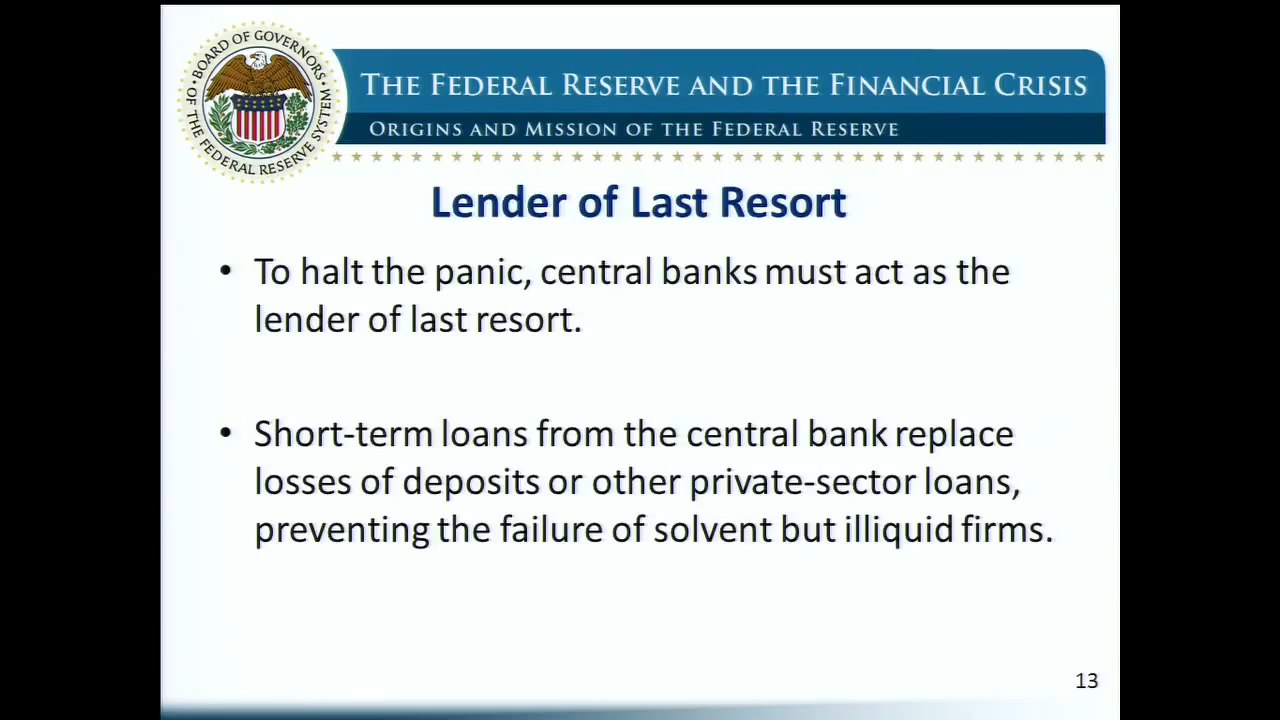 BOARD OF GOVERNORS
OF THE FEDERAL RESERVE SYSTEM
THE FEDERAL RESERVE AND THE FINANCIAL CRISIS
ORIGINS AND MISSION OF THE FEDERAL RESERVE
Lender of Last Resort
• To halt the panic, central banks must act as the
lender of last resort.
• Short-term loans from the central bank replace
losses of deposits or other private-sector loans,
preventing the failure of solvent but illiquid firms.
13